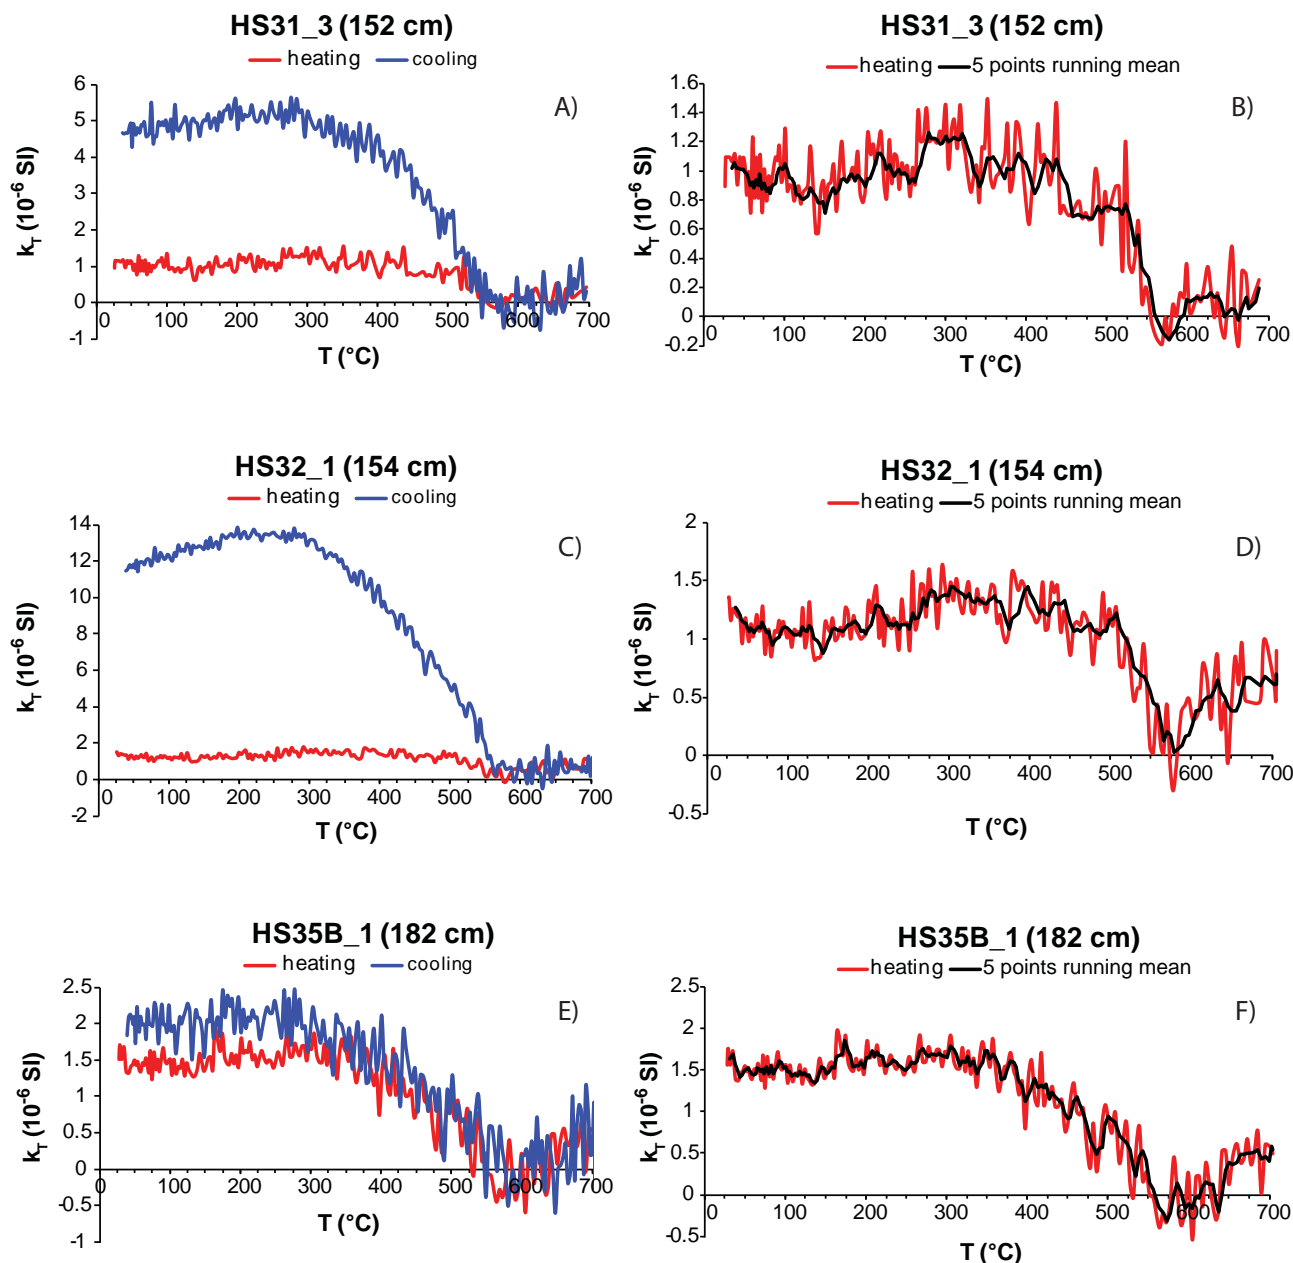 HS31_3 (152 cm)
heating cooling
A)
6
5
4
3
2
1
0
-1
0 100 200 300 400 500 600 700
k_T (10⁻⁶ SI)
T (°C)
HS31_3 (152 cm)
heating 5 points running mean
B)
1.6
1.4
1.2
1
0.8
0.6
0.4
0.2
0
-0.2
0 100 200 300 400 500 600 700
k_T (10⁻⁶ SI)
T (°C)
HS32_1 (154 cm)
heating cooling
C)
14
12
10
8
6
4
2
0
-2
0 100 200 300 400 500 600 700
k_T (10⁻⁶ SI)
T (°C)
HS32_1 (154 cm)
heating 5 points running mean
D)
2
1.5
1
0.5
0
-0.5
0 100 200 300 400 500 600 700
k_T (10⁻⁶ SI)
T (°C)
HS35B_1 (182 cm)
heating cooling
E)
2.5
2
1.5
1
0.5
0
-0.5
-1
0 100 200 300 400 500 600 700
k_T (10⁻⁶ SI)
T (°C)
HS35B_1 (182 cm)
heating 5 points running mean
F)
2.5
2
1.5
1
0.5
0
-0.5
0 100 200 300 400 500 600 700
k_T (10⁻⁶ SI)
T (°C)